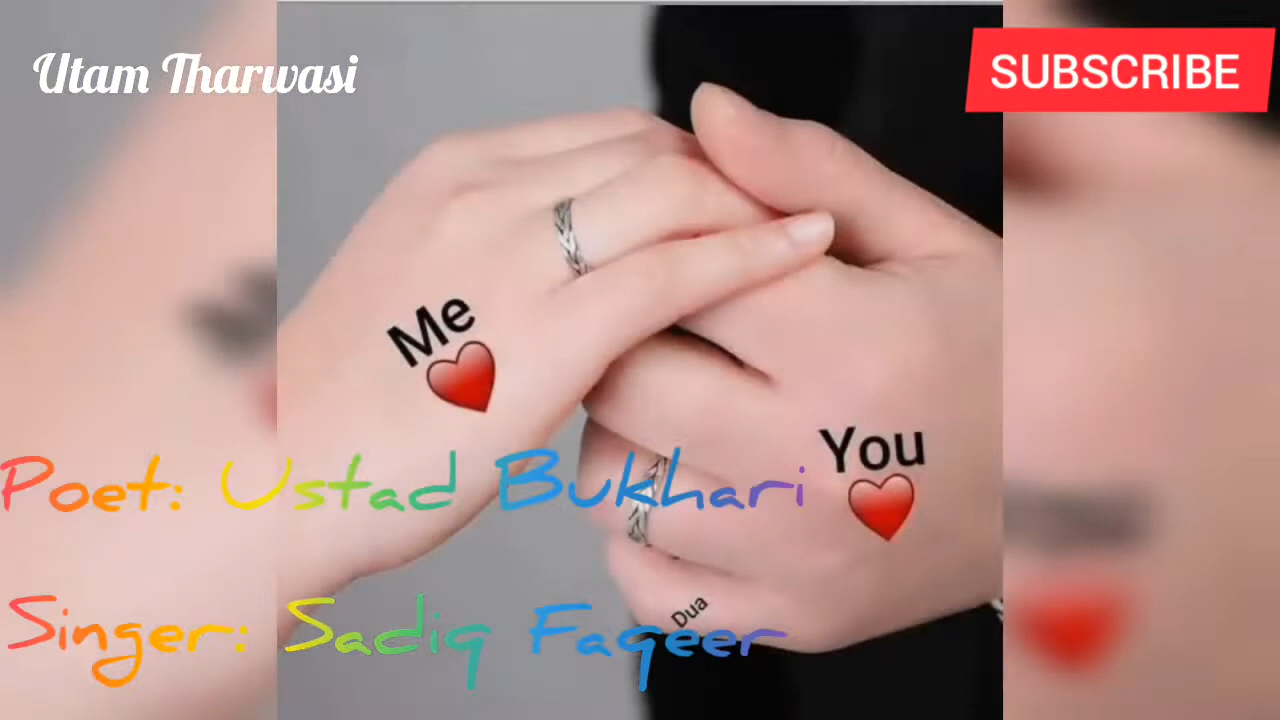 Utam Tharwasi
SUBSCRIBE
Me
You
Poet: Ustad Bukhari
Dua
Singer: Sadiq Faqeer